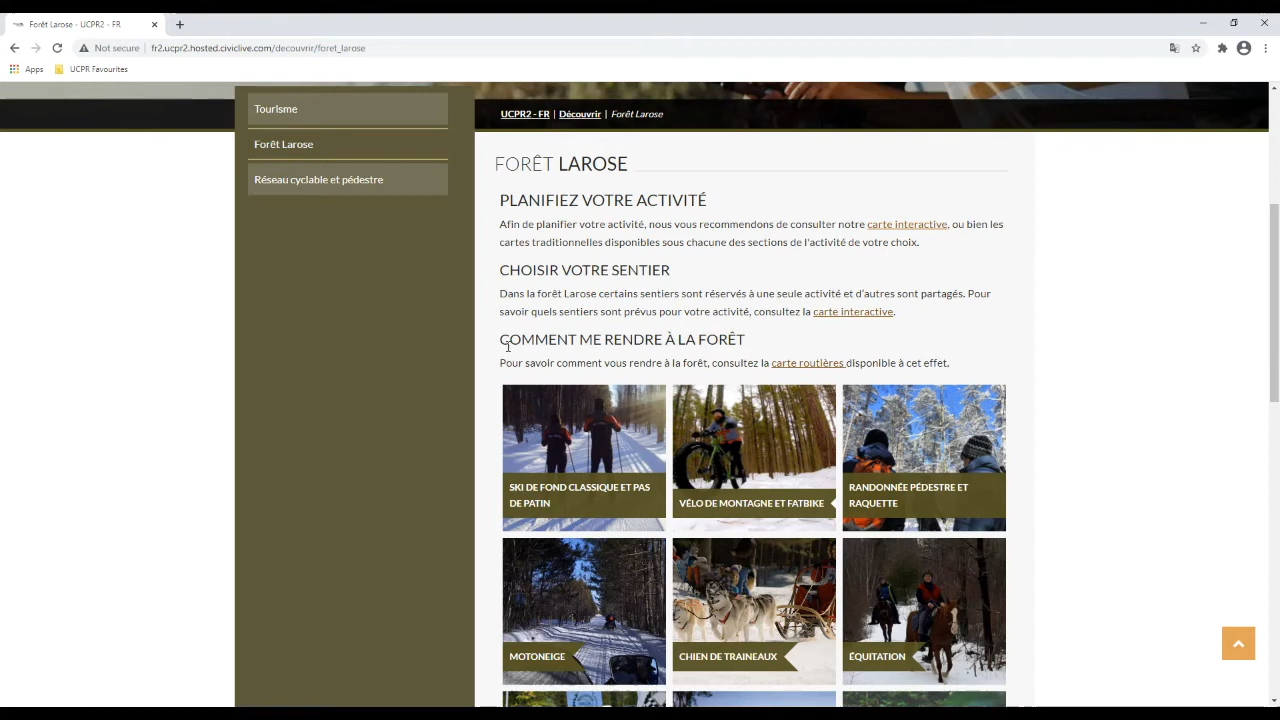 Forêt Larose - UCPR2 - FR
Not secure
fr2.ucpr2.hosted.civiclive.com/decouvrir/foret_larose
Apps
UCPR Favourites
Tourisme
Forêt Larose
Réseau cyclable et pédestre
UCPR2 - FR | Découvrir | Forêt Larose
FORÊT LAROSE
PLANIFIEZ VOTRE ACTIVITÉ
Afin de planifier votre activité, nous vous recommendons de consulter notre carte interactive, ou bien les
cartes traditionnelles disponibles sous chacune des sections de l'activité de votre choix.
CHOISIR VOTRE SENTIER
Dans la forêt Larose certains sentiers sont réservés à une seule activité et d’autres sont partagés. Pour
savoir quels sentiers sont prévus pour votre activité, consultez la carte interactive.
COMMENT ME RENDRE À LA FORÊT
Pour savoir comment vous rendre à la forêt, consultez la carte routières disponible à cet effet.
SKI DE FOND CLASSIQUE ET PAS
DE PATIN
VÉLO DE MONTAGNE ET FATBIKE
RANDONNÉE PÉDESTRE ET
RAQUETTE
MOTONEIGE
CHIEN DE TRAINEAUX
ÉQUITATION